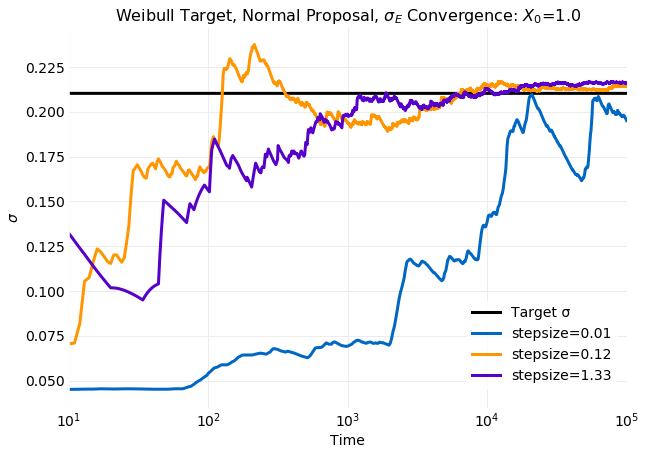 Weibull Target, Normal Proposal, σ_E Convergence: X_0=1.0
0.225
0.200
0.175
0.150
0.125
0.100
0.075
0.050
σ
Target σ
stepsize=0.01
stepsize=0.12
stepsize=1.33
10^1 10^2 10^3 10^4 10^5
Time